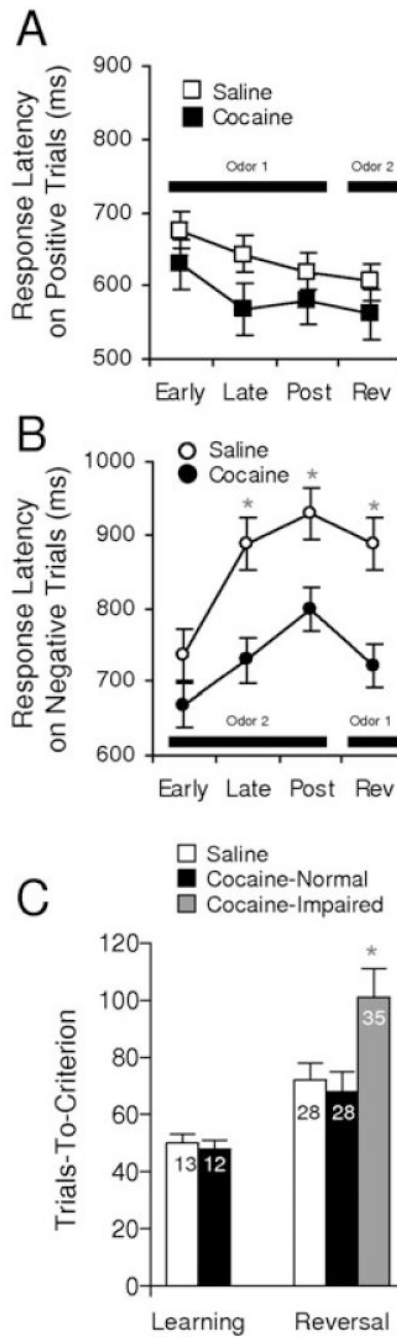 A
Response Latency
on Positive Trials (ms)
900
800
700
600
500
Saline
Cocaine
Odor 1
Odor 2
Early Late Post Rev
B
Response Latency
on Negative Trials (ms)
1000
900
800
700
600
Saline
Cocaine
*
*
*
Odor 2
Odor 1
Early Late Post Rev
C
Saline
Cocaine-Normal
Cocaine-Impaired
Trials-To-Criterion
120
100
80
60
40
20
0
*
13
12
28
28
35
Learning Reversal